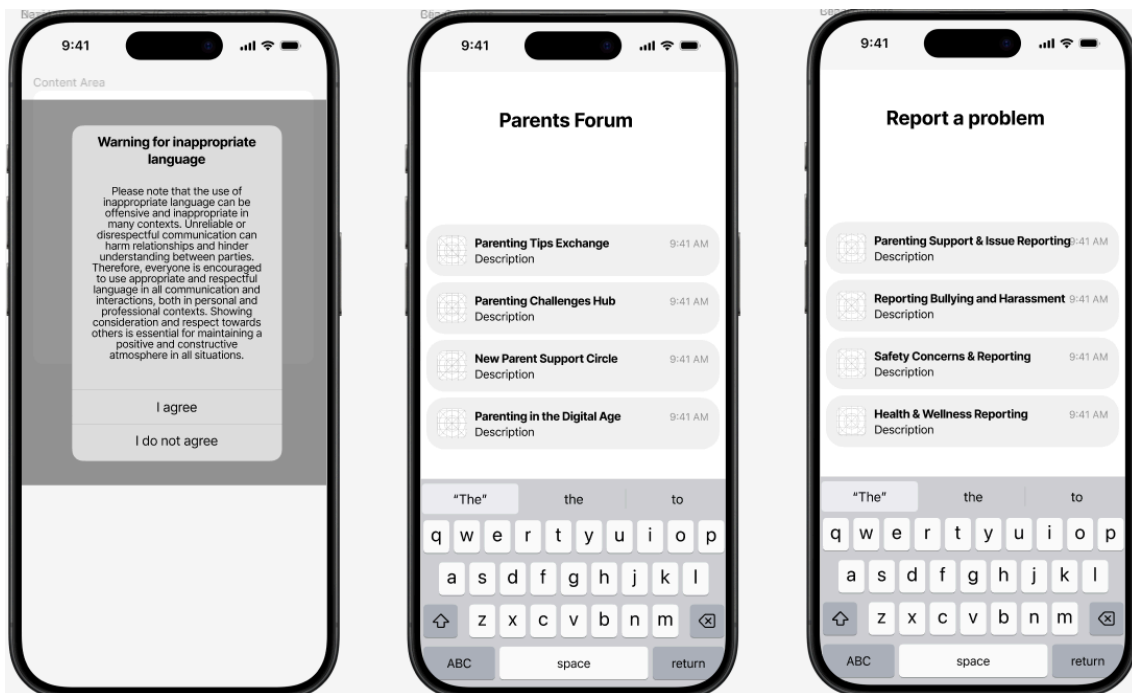 9:41
Content Area
Warning for inappropriate
language
Please note that the use of
inappropriate language can be
offensive and inappropriate in
many contexts. Unreliable or
disrespectful communication can
harm relationships and hinder
understanding between parties.
Therefore, everyone is encouraged
to use appropriate and respectful
language in all communication and
interactions, both in personal and
professional contexts. Showing
consideration and respect towards
others is essential for maintaining a
positive and constructive
atmosphere in all situations.
I agree
I do not agree
9:41
Parents Forum
Parenting Tips Exchange 9:41 AM
Description
Parenting Challenges Hub 9:41 AM
Description
New Parent Support Circle 9:41 AM
Description
Parenting in the Digital Age 9:41 AM
Description
“The” the to
q w e r t y u i o p
a s d f g h j k l
z x c v b n m
ABC space return
9:41
Report a problem
Parenting Support & Issue Reporting 9:41 AM
Description
Reporting Bullying and Harassment 9:41 AM
Description
Safety Concerns & Reporting 9:41 AM
Description
Health & Wellness Reporting 9:41 AM
Description
“The” the to
q w e r t y u i o p
a s d f g h j k l
z x c v b n m
ABC space return